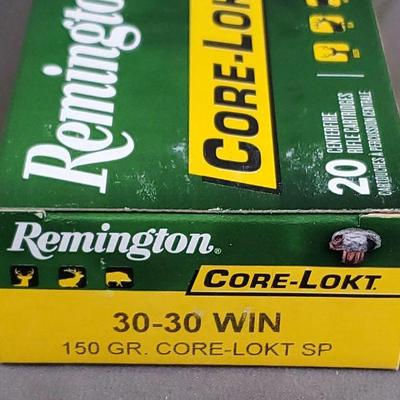 Remington
CORE-LOKT
20 CENTERFIRE
RIFLE CARTRIDGES
CARTOUCHES À PERCUSSION CENTRALE
Remington®
CORE-LOKT
30-30 WIN
150 GR. CORE-LOKT SP